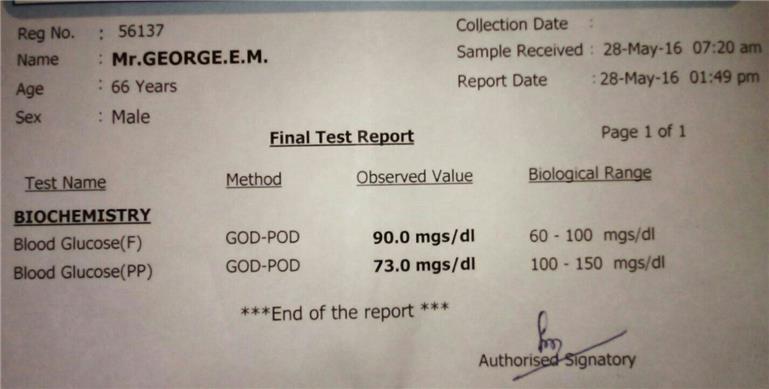 Reg No. : 56137
Collection Date :
Name : Mr.GEORGE.E.M.
Sample Received : 28-May-16 07:20 am
Age : 66 Years
Report Date : 28-May-16 01:49 pm
Sex : Male
Final Test Report
Page 1 of 1
Test Name Method Observed Value Biological Range
BIOCHEMISTRY
Blood Glucose(F) GOD-POD 90.0 mgs/dl 60 - 100 mgs/dl
Blood Glucose(PP) GOD-POD 73.0 mgs/dl 100 - 150 mgs/dl
***End of the report ***
Authorised Signatory